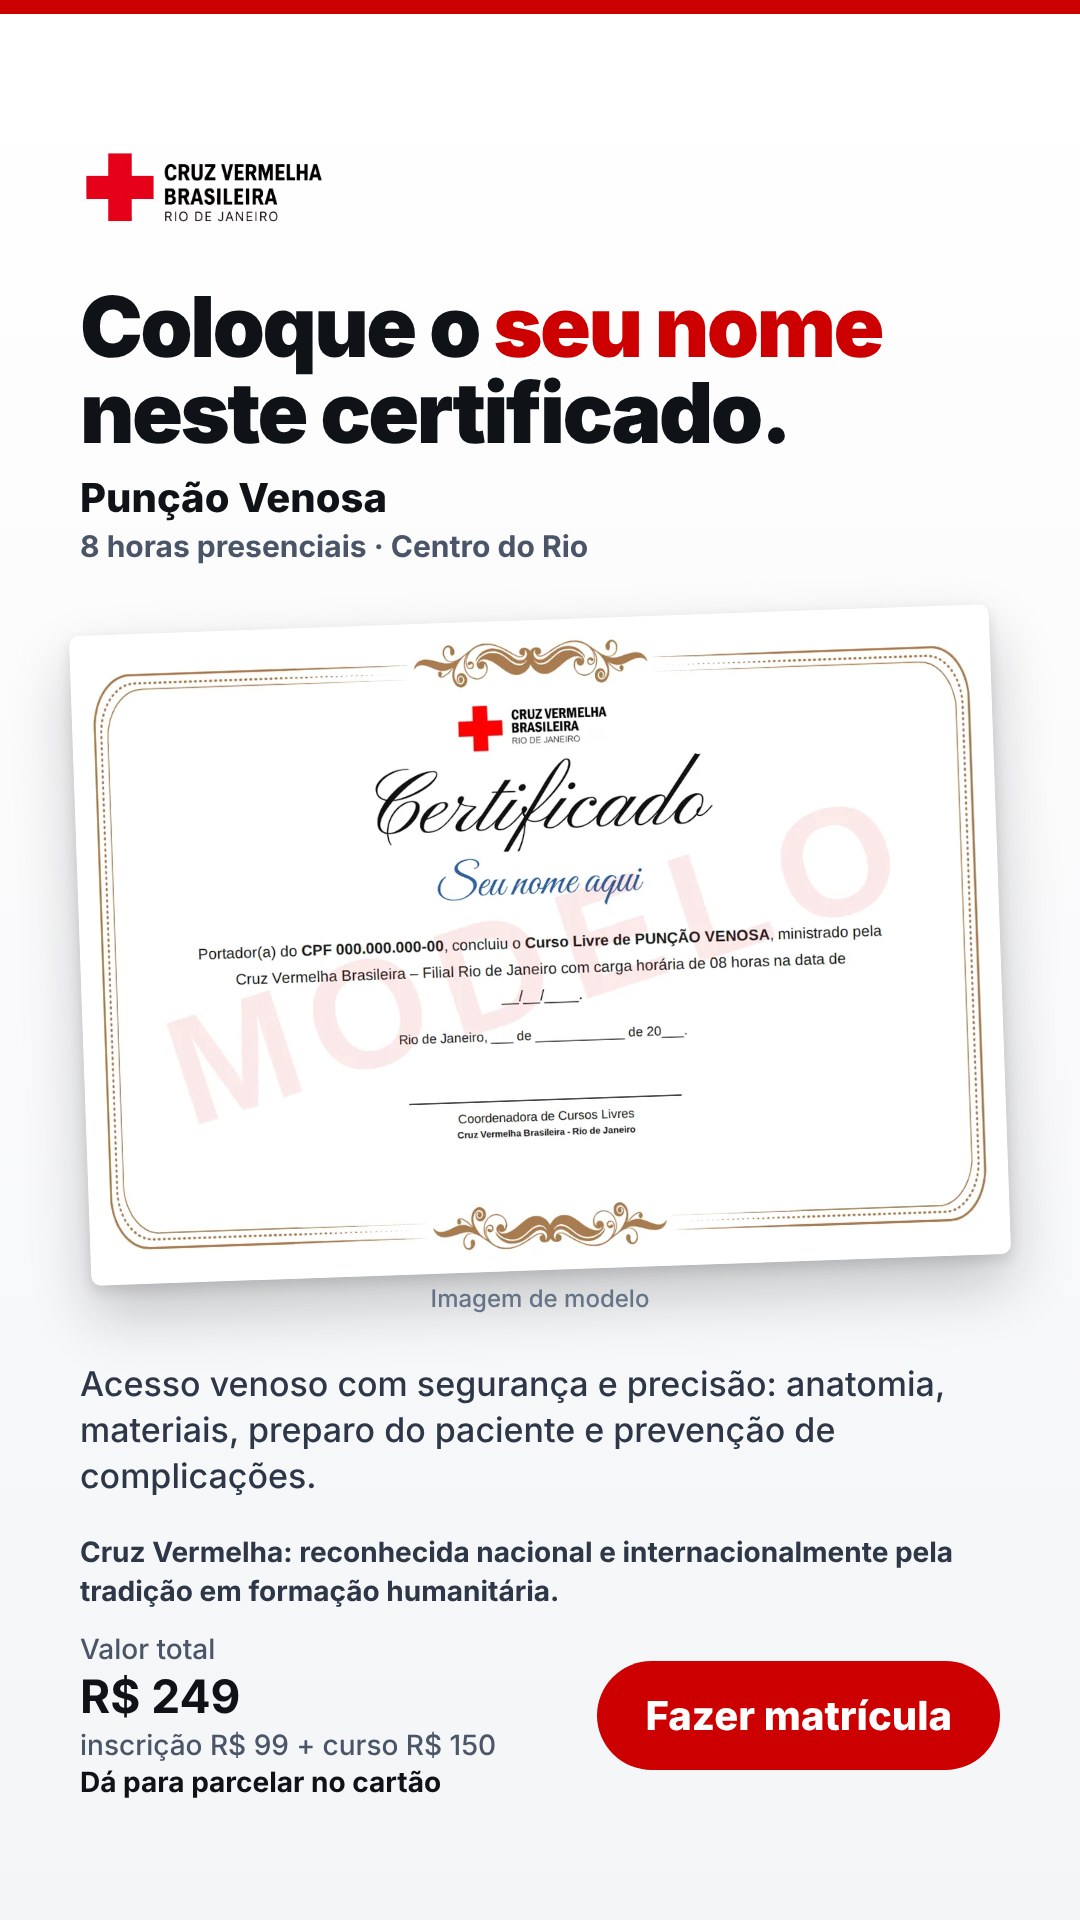 CRUZ VERMELHA
BRASILEIRA
RIO DE JANEIRO
Coloque o seu nome
neste certificado.
Punção Venosa
8 horas presenciais · Centro do Rio
CRUZ VERMELHA
BRASILEIRA
RIO DE JANEIRO
Certificado
Seu nome aqui
MODELO
Portador(a) do CPF 000.000.000-00, concluiu o Curso Livre de PUNÇÃO VENOSA, ministrado pela
Cruz Vermelha Brasileira – Filial Rio de Janeiro com carga horária de 08 horas na data de
__/__/____.
Rio de Janeiro, ___ de ____________ de 20___.
Coordenadora de Cursos Livres
Cruz Vermelha Brasileira - Rio de Janeiro
Imagem de modelo
Acesso venoso com segurança e precisão: anatomia,
materiais, preparo do paciente e prevenção de
complicações.
Cruz Vermelha: reconhecida nacional e internacionalmente pela
tradição em formação humanitária.
Valor total
R$ 249
inscrição R$ 99 + curso R$ 150
Dá para parcelar no cartão
Fazer matrícula